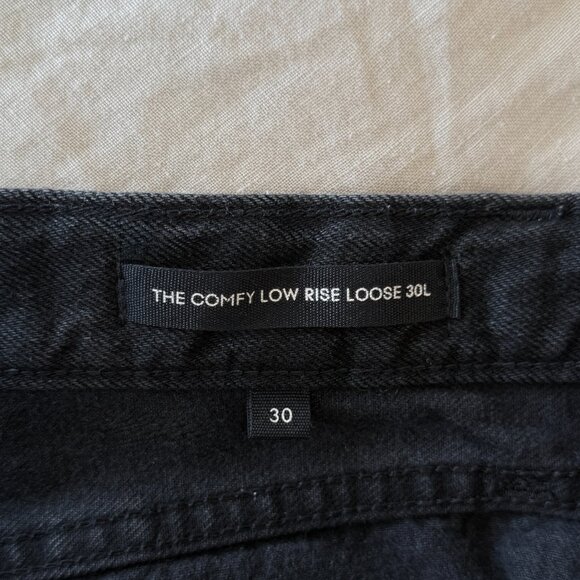 THE COMFY LOW RISE LOOSE 30L
30